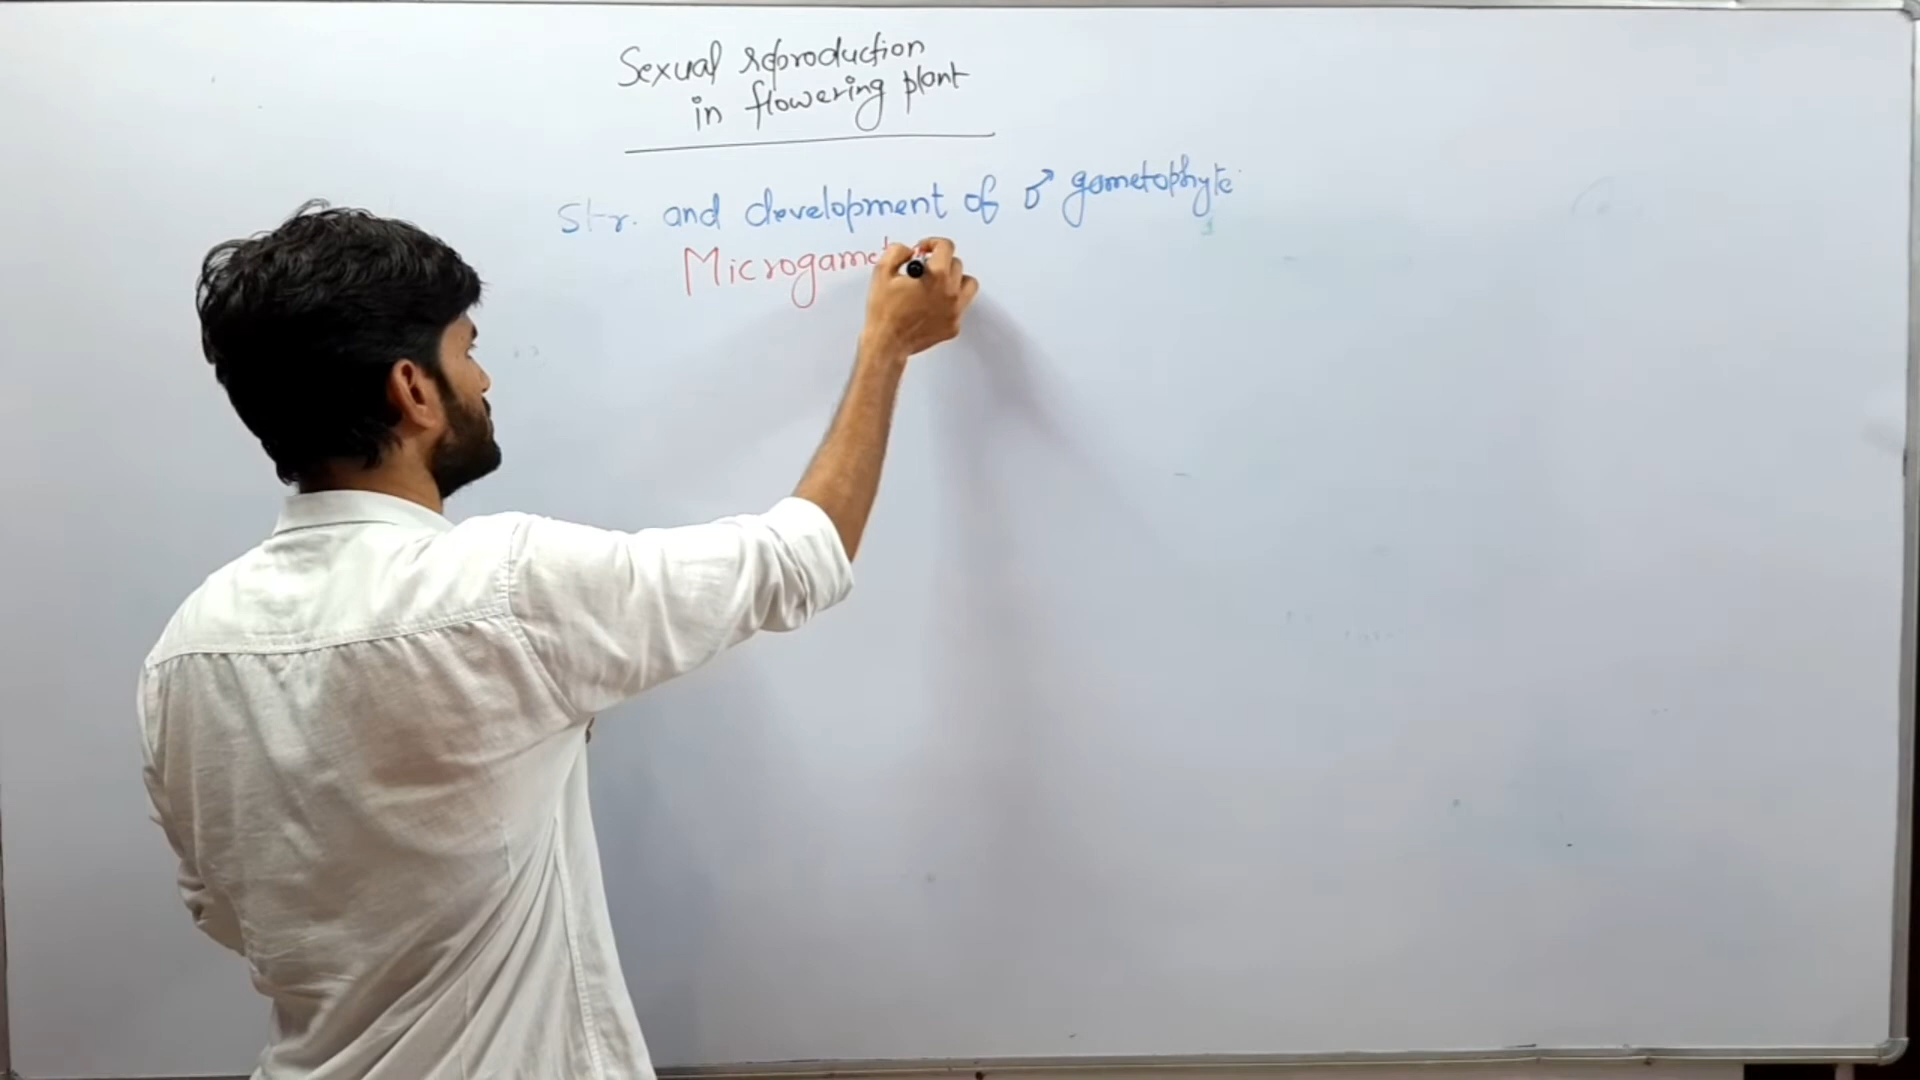 Sexual reproduction
in flowering plant
Str. and development of ♂ gametophyte
Microgamet